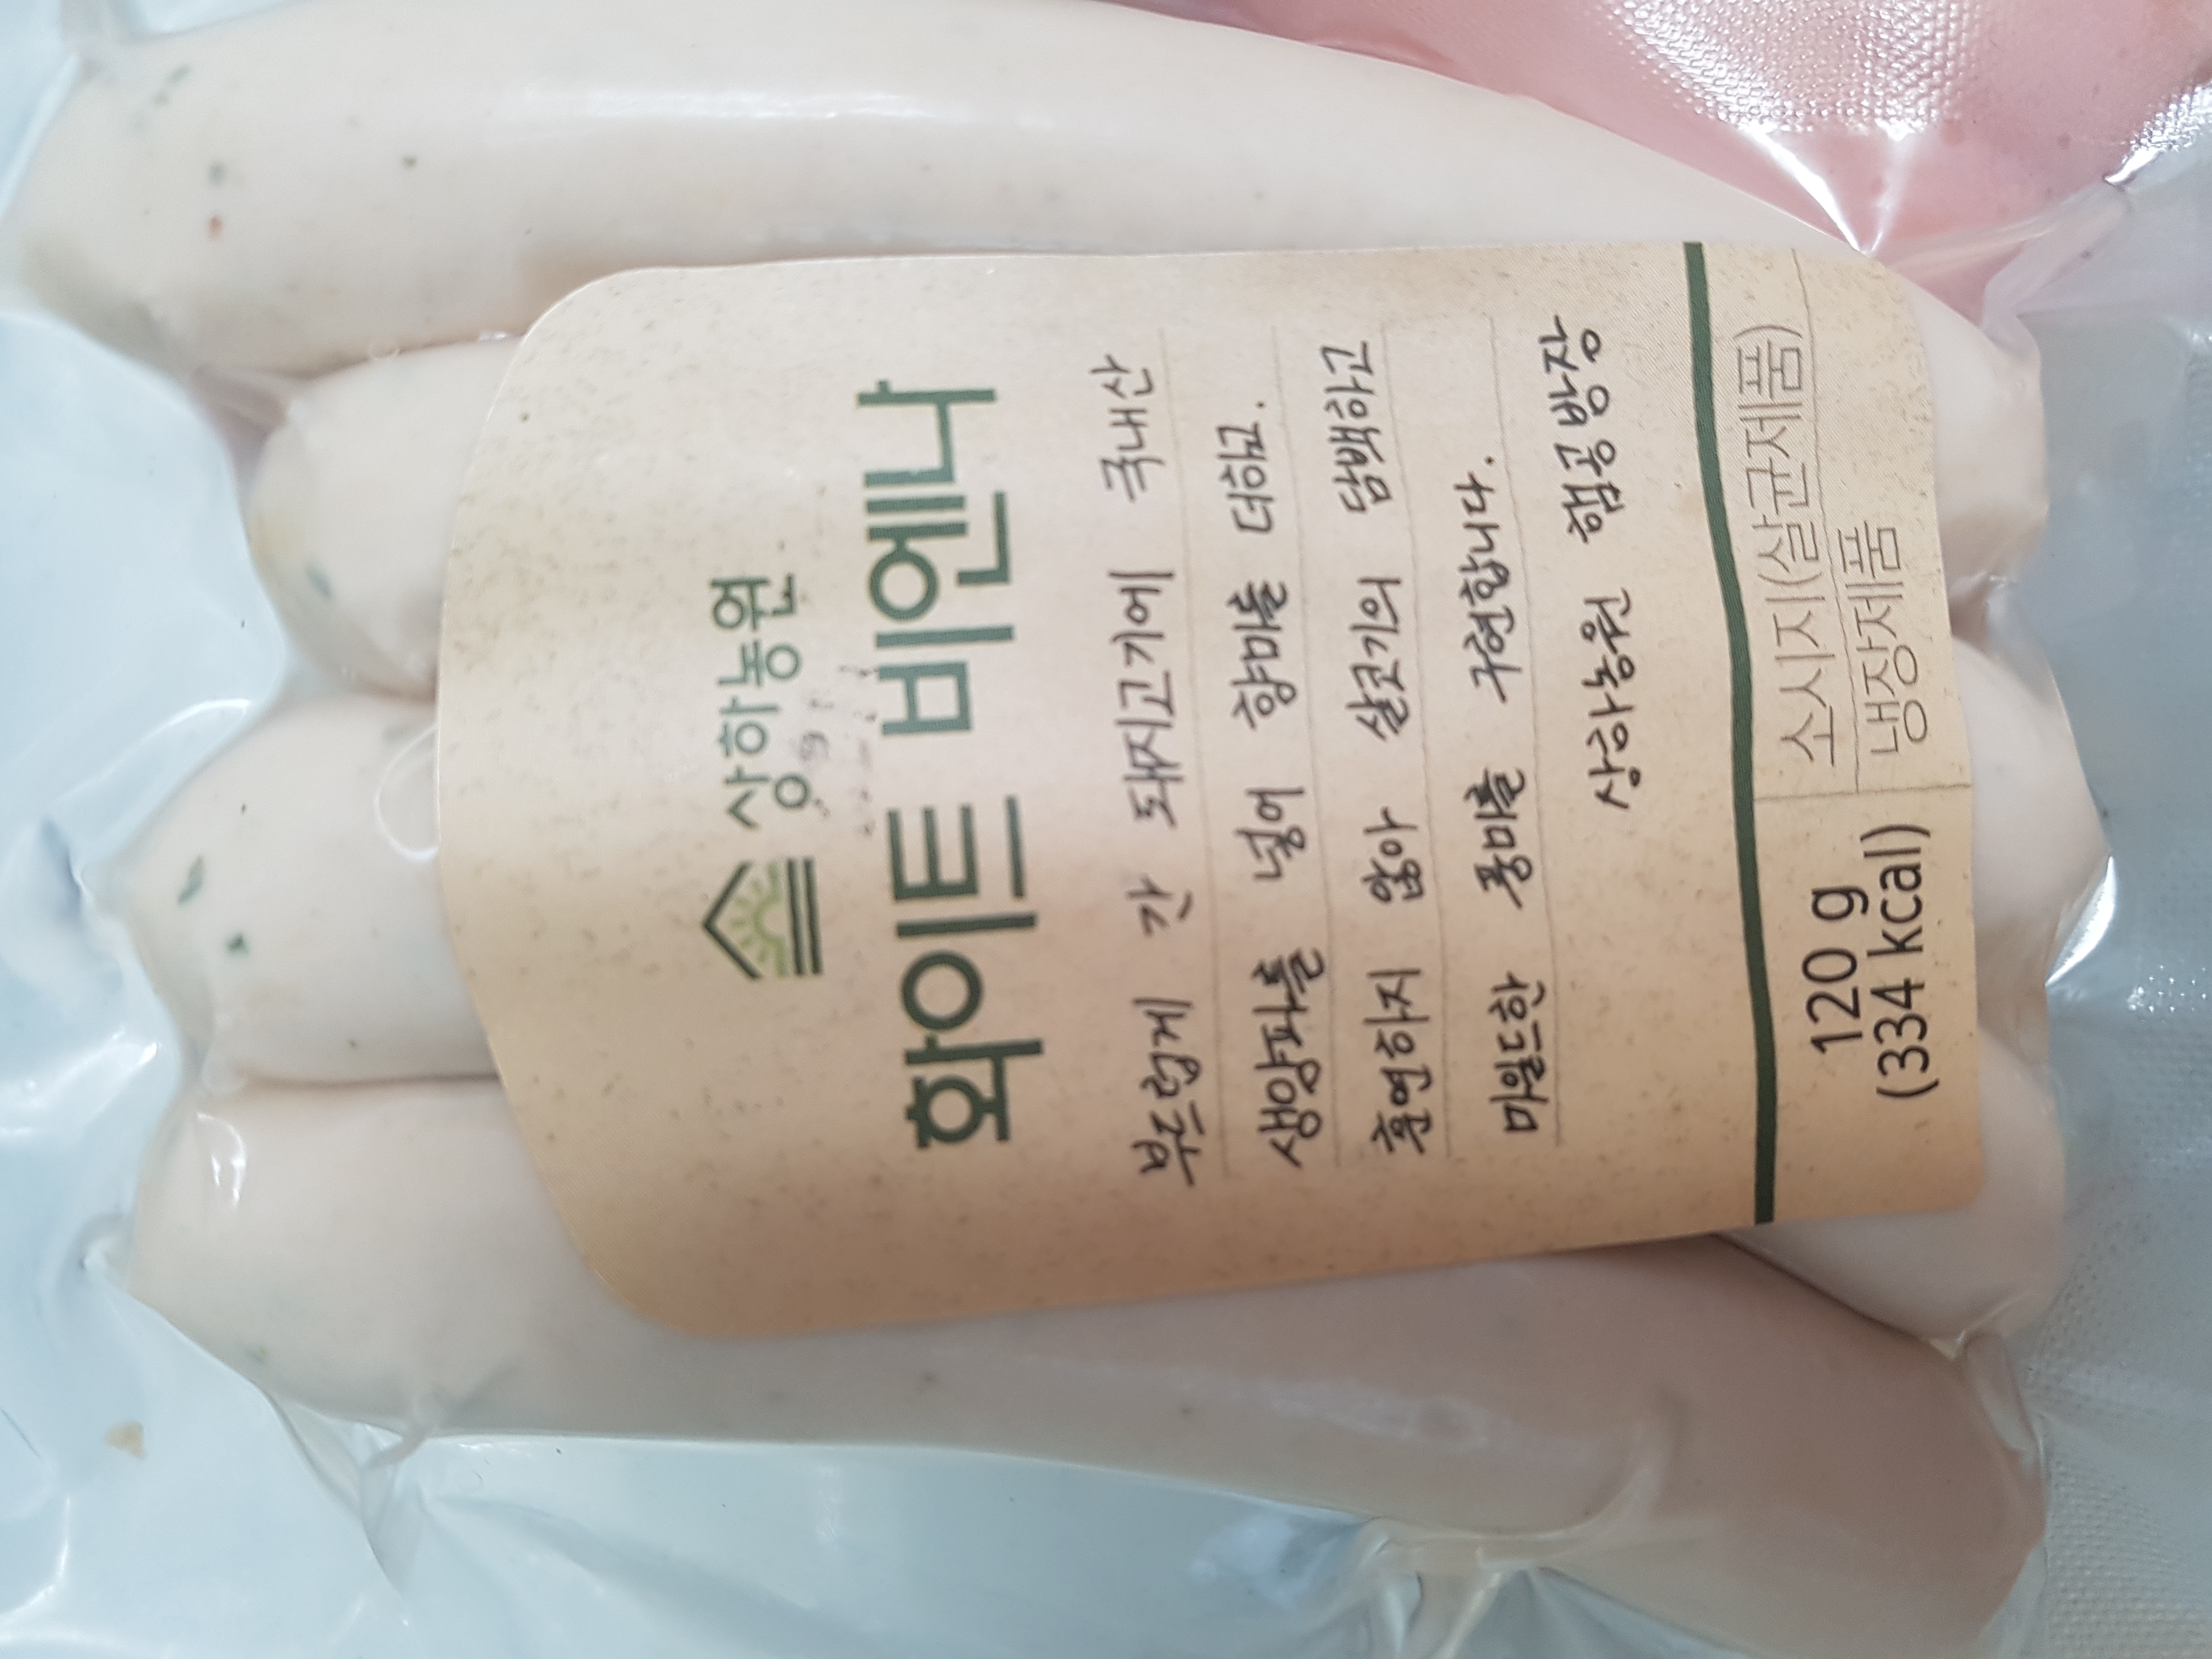 상하농원
화이트 비엔나
부드럽게 간 돼지고기에 국내산
생양파를 넣어 향미를 더하고.
훈연하지 않아 살코기의 담백하고
마일드한 풍미를 구현합니다.
상하농원 햄공방장
120 g
(334 kcal)
소시지(살균제품)
냉장제품